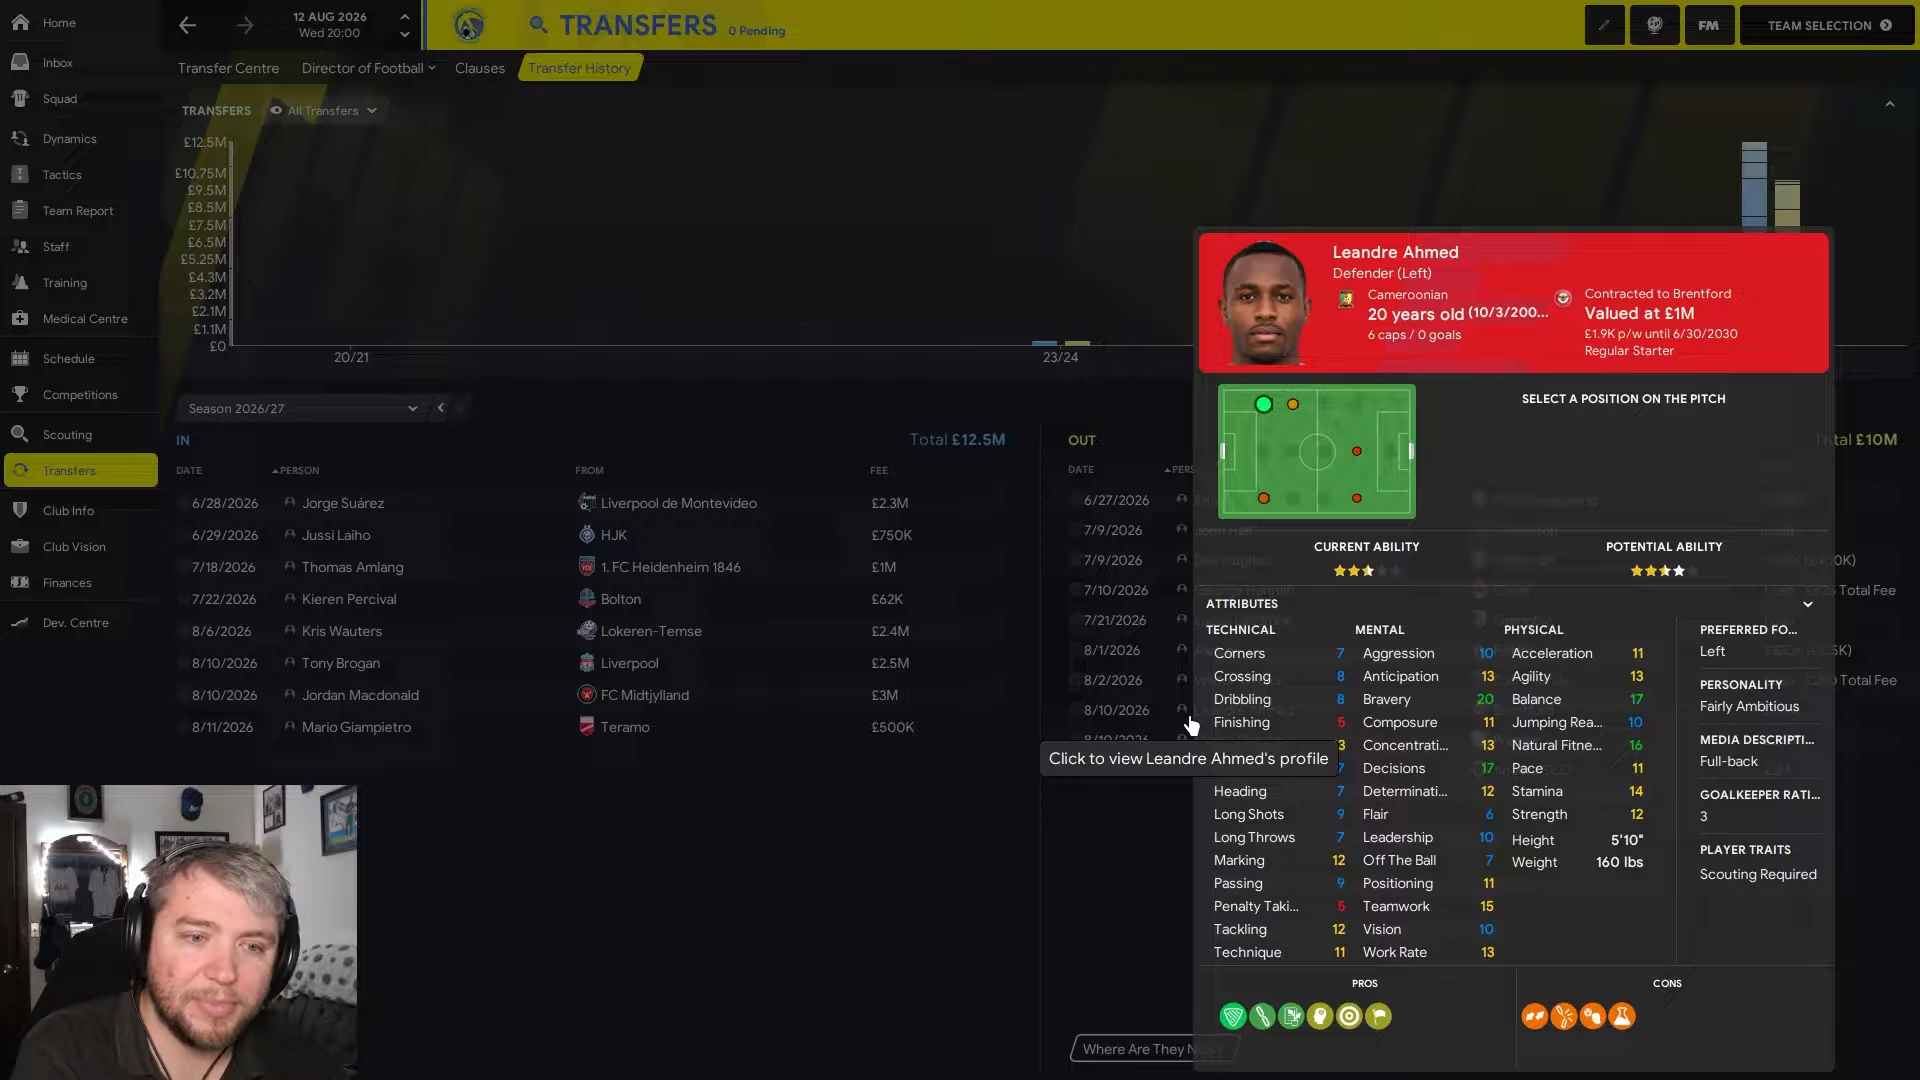 Home
Inbox
Squad
Dynamics
Tactics
Team Report
Staff
Training
Medical Centre
Schedule
Competitions
Scouting
Transfers
Club Info
Club Vision
Finances
Dev. Centre
12 AUG 2026
Wed 20:00
TRANSFERS
0 Pending
FM
TEAM SELECTION
Transfer Centre
Director of Football
Clauses
Transfer History
TRANSFERS
All Transfers
£12.5M
£10.75M
£9.5M
£8.5M
£7.5M
£6.5M
£5.25M
£4.3M
£3.2M
£2.1M
£1.1M
£0
20/21
23/24
Season 2026/27
IN
Total £12.5M
DATE PERSON FROM FEE
6/28/2026 Jorge Suárez Liverpool de Montevideo £2.3M
6/29/2026 Jussi Laiho HJK £750K
7/18/2026 Thomas Amlang 1. FC Heidenheim 1846 £1M
7/22/2026 Kieren Percival Bolton £62K
8/6/2026 Kris Wauters Lokeren-Temse £2.4M
8/10/2026 Tony Brogan Liverpool £2.5M
8/10/2026 Jordan Macdonald FC Midtjylland £3M
8/11/2026 Mario Giampietro Teramo £500K
OUT
£10M
DATE
6/27/2026
7/9/2026
7/9/2026
7/10/2026
Total Fee
7/21/2026
8/1/2026
8/2/2026
Total Fee
8/10/2026
8/10/2026
Click to view Leandre Ahmed's profile
Where Are They
Leandre Ahmed
Defender (Left)
Cameroonian
20 years old (10/3/200...
6 caps / 0 goals
Contracted to Brentford
Valued at £1M
£1.9K p/w until 6/30/2030
Regular Starter
SELECT A POSITION ON THE PITCH
CURRENT ABILITY
POTENTIAL ABILITY
ATTRIBUTES
TECHNICAL
Corners 7
Crossing 8
Dribbling 8
Finishing 5
3
7
Heading 7
Long Shots 9
Long Throws 7
Marking 12
Passing 9
Penalty Taki... 5
Tackling 12
Technique 11
MENTAL
Aggression 10
Anticipation 13
Bravery 20
Composure 11
Concentrati... 13
Decisions 17
Determinati... 12
Flair 6
Leadership 10
Off The Ball 7
Positioning 11
Teamwork 15
Vision 10
Work Rate 13
PHYSICAL
Acceleration 11
Agility 13
Balance 17
Jumping Rea... 10
Natural Fitne... 16
Pace 11
Stamina 14
Strength 12
Height 5'10"
Weight 160 lbs
PREFERRED FO...
Left
PERSONALITY
Fairly Ambitious
MEDIA DESCRIPTI...
Full-back
GOALKEEPER RATI...
3
PLAYER TRAITS
Scouting Required
PROS
CONS